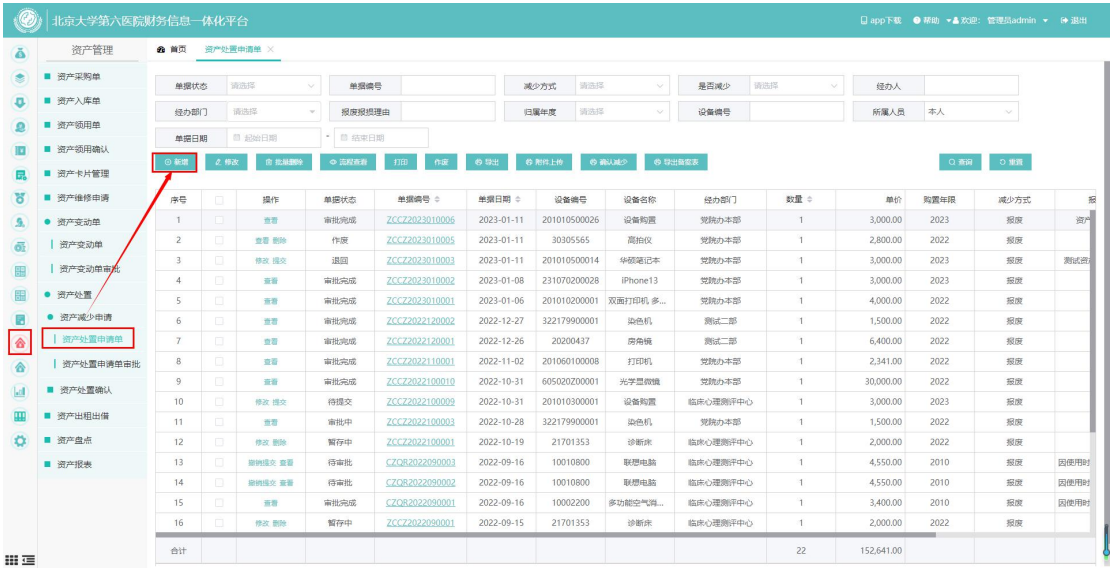 北京大学第六医院财务信息一体化平台 app下载 帮助 欢迎: 管理员admin 退出
资产管理 首页 资产处置申请单
资产采购单
资产入库单
资产领用单
资产领用确认
资产卡片管理
资产维修申请
资产变动单
资产变动单
资产变动单审批
资产处置
资产减少申请
资产处置申请单
资产处置申请单审批
资产处置确认
资产出租出借
资产盘点
资产报表
单据状态 请选择 单据编号 减少方式 请选择 是否减少 请选择 经办人
经办部门 请选择 报废报损理由 归属年度 请选择 设备编号 所属人员 本人
单据日期 起始日期 - 结束日期
新增 修改 批量删除 流程查看 打印 作废 导出 附件上传 确认减少 导出备案表 查询 重置
序号 操作 单据状态 单据编号 单据日期 设备编号 设备名称 经办部门 数量 单价 购置年限 减少方式 报
1 查看 审批完成 ZCCZ2023010006 2023-01-11 201010500026 设备购置 党院办本部 1 3,000.00 2023 报废 资产
2 查看 删除 作废 ZCCZ2023010005 2023-01-11 30305565 高拍仪 党院办本部 1 2,800.00 2022 报废
3 修改 提交 退回 ZCCZ2023010003 2023-01-11 201010500014 华硕笔记本 党院办本部 1 3,000.00 2023 报废 测试资
4 查看 审批完成 ZCCZ2023010002 2023-01-08 231070200028 iPhone13 党院办本部 1 3,000.00 2023 报废
5 查看 审批完成 ZCCZ2023010001 2023-01-06 201010200001 双面打印机 多... 党院办本部 1 4,000.00 2022 报废
6 查看 审批完成 ZCCZ2022120002 2022-12-27 322179900001 染色机 测试二部 1 1,500.00 2022 报废
7 查看 审批完成 ZCCZ2022120001 2022-12-26 20200437 房角镜 测试二部 1 6,400.00 2022 报废
8 查看 审批完成 ZCCZ2022110001 2022-11-02 201060100008 打印机 党院办本部 1 2,341.00 2022 报废
9 查看 审批完成 ZCCZ2022100010 2022-10-31 605020Z00001 光学显微镜 党院办本部 1 30,000.00 2022 报废
10 修改 提交 待提交 ZCCZ2022100009 2022-10-31 201010300001 设备购置 临床心理测评中心 1 3,000.00 2023 报废
11 查看 审批中 ZCCZ2022100003 2022-10-28 322179900001 染色机 党院办本部 1 1,500.00 2022 报废
12 修改 删除 暂存中 ZCCZ2022100001 2022-10-19 21701353 诊断床 临床心理测评中心 1 2,000.00 2022 报废
13 撤销提交 查看 待审批 CZQR2022090003 2022-09-16 10010800 联想电脑 临床心理测评中心 1 4,550.00 2010 报废 因使用时
14 撤销提交 查看 待审批 CZQR2022090002 2022-09-16 10010800 联想电脑 临床心理测评中心 1 4,550.00 2010 报废 因使用时
15 查看 审批完成 CZQR2022090001 2022-09-16 10002200 多功能空气消... 临床心理测评中心 1 3,400.00 2010 报废 因使用时
16 修改 删除 暂存中 ZCCZ2022090001 2022-09-15 21701353 诊断床 临床心理测评中心 1 2,000.00 2022 报废
合计 22 152,641.00